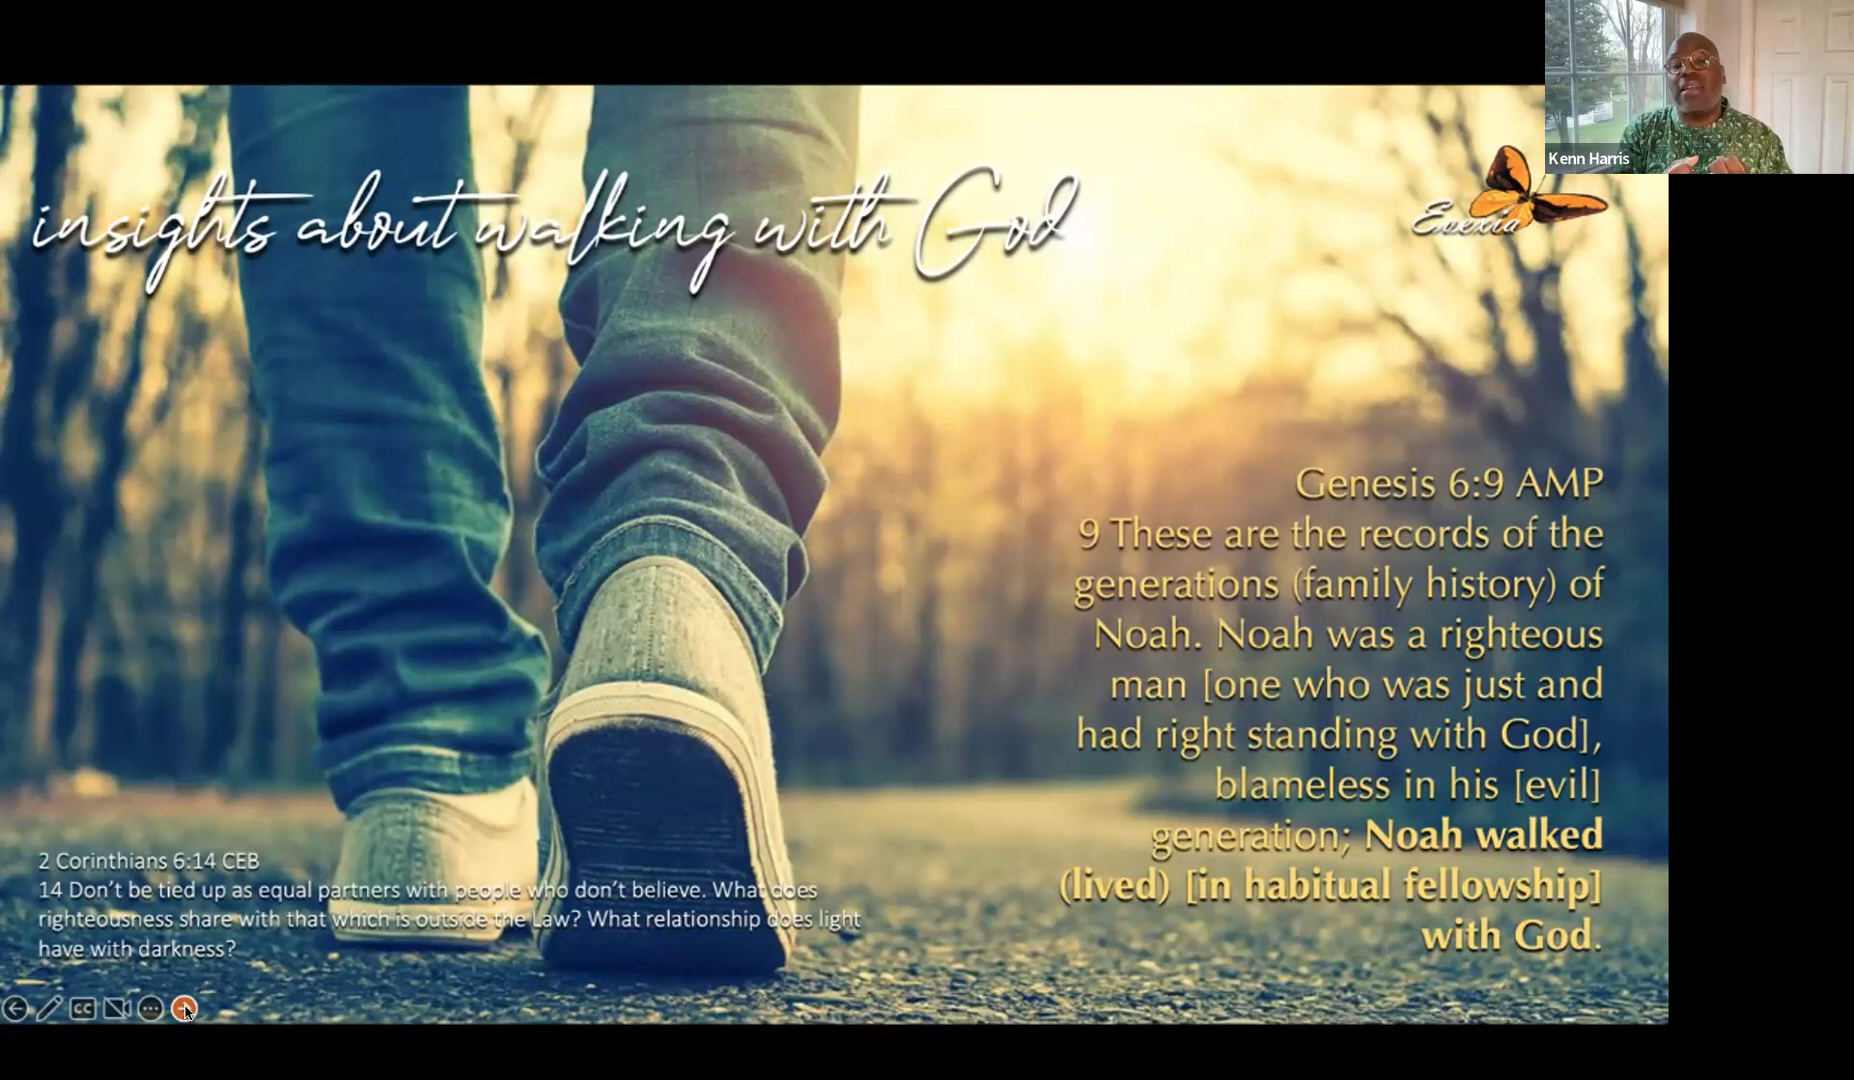 Kenn Harris
insights about walking with God
Evexia
Genesis 6:9 AMP
9 These are the records of the
generations (family history) of
Noah. Noah was a righteous
man [one who was just and
had right standing with God],
blameless in his [evil]
generation; Noah walked
(lived) [in habitual fellowship]
with God.
2 Corinthians 6:14 CEB
14 Don't be tied up as equal partners with people who don't believe. What does
righteousness share with that which is outside the Law? What relationship does light
have with darkness?
CC